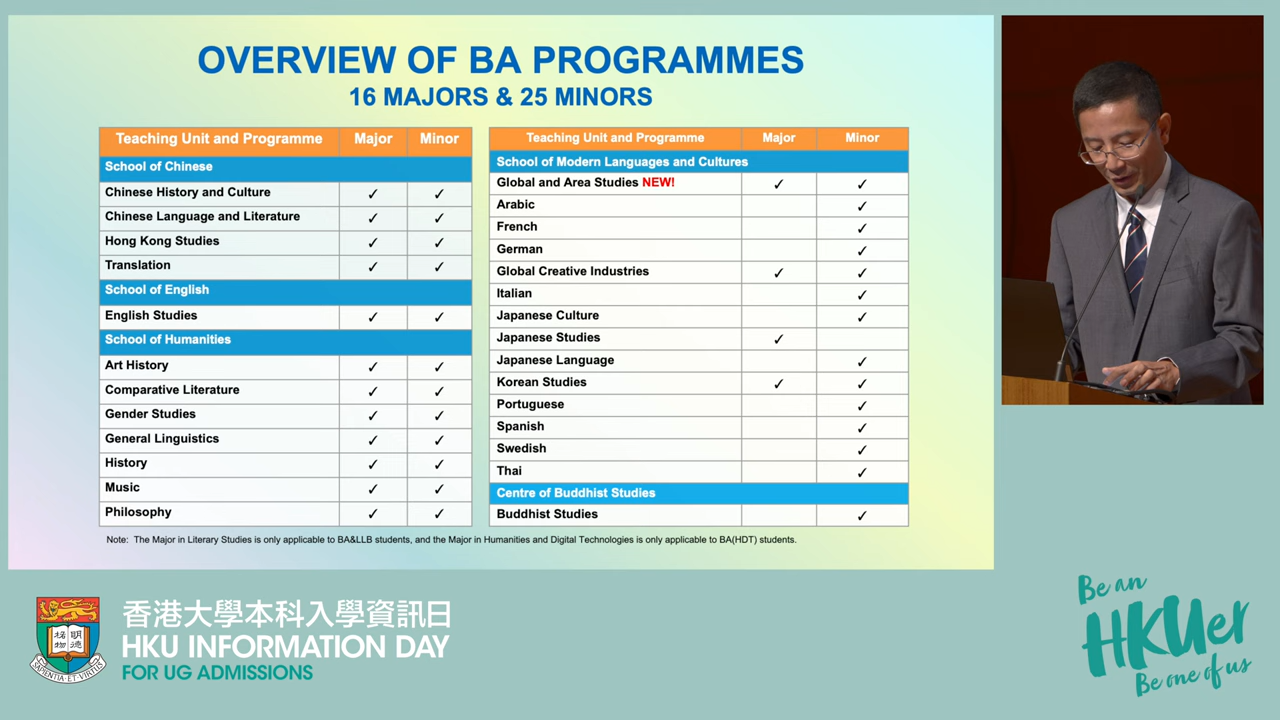 OVERVIEW OF BA PROGRAMMES
16 MAJORS & 25 MINORS
Teaching Unit and Programme Major Minor
School of Chinese
Chinese History and Culture ✓ ✓
Chinese Language and Literature ✓ ✓
Hong Kong Studies ✓ ✓
Translation ✓ ✓
School of English
English Studies ✓ ✓
School of Humanities
Art History ✓ ✓
Comparative Literature ✓ ✓
Gender Studies ✓ ✓
General Linguistics ✓ ✓
History ✓ ✓
Music ✓ ✓
Philosophy ✓ ✓
Teaching Unit and Programme Major Minor
School of Modern Languages and Cultures
Global and Area Studies NEW! ✓ ✓
Arabic ✓
French ✓
German ✓
Global Creative Industries ✓ ✓
Italian ✓
Japanese Culture ✓
Japanese Studies ✓
Japanese Language ✓
Korean Studies ✓ ✓
Portuguese ✓
Spanish ✓
Swedish ✓
Thai ✓
Centre of Buddhist Studies
Buddhist Studies ✓
Note: The Major in Literary Studies is only applicable to BA&LLB students, and the Major in Humanities and Digital Technologies is only applicable to BA(HDT) students.
明德
格物
SAPIENTIA ET VIRTUS
香港大學本科入學資訊日
HKU INFORMATION DAY
FOR UG ADMISSIONS
Be an
HKUer
Be one of us